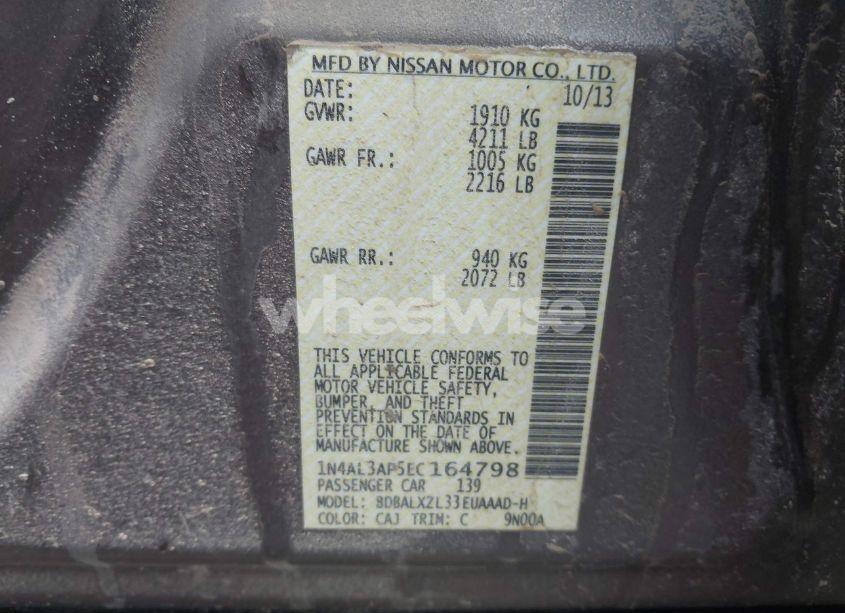 MFD BY NISSAN MOTOR CO., LTD.
DATE: 10/13
GVWR: 1910 KG
4211 LB
GAWR FR.: 1005 KG
2216 LB
GAWR RR.: 940 KG
2072 LB
wheelwise
THIS VEHICLE CONFORMS TO
ALL APPLICABLE FEDERAL
MOTOR VEHICLE SAFETY,
BUMPER, AND THEFT
PREVENTION STANDARDS IN
EFFECT ON THE DATE OF
MANUFACTURE SHOWN ABOVE.
1N4AL3AP5EC164798
PASSENGER CAR 139
MODEL: BDBALXZL33EUAAAD-H
COLOR: CAJ TRIM: C 9N00A